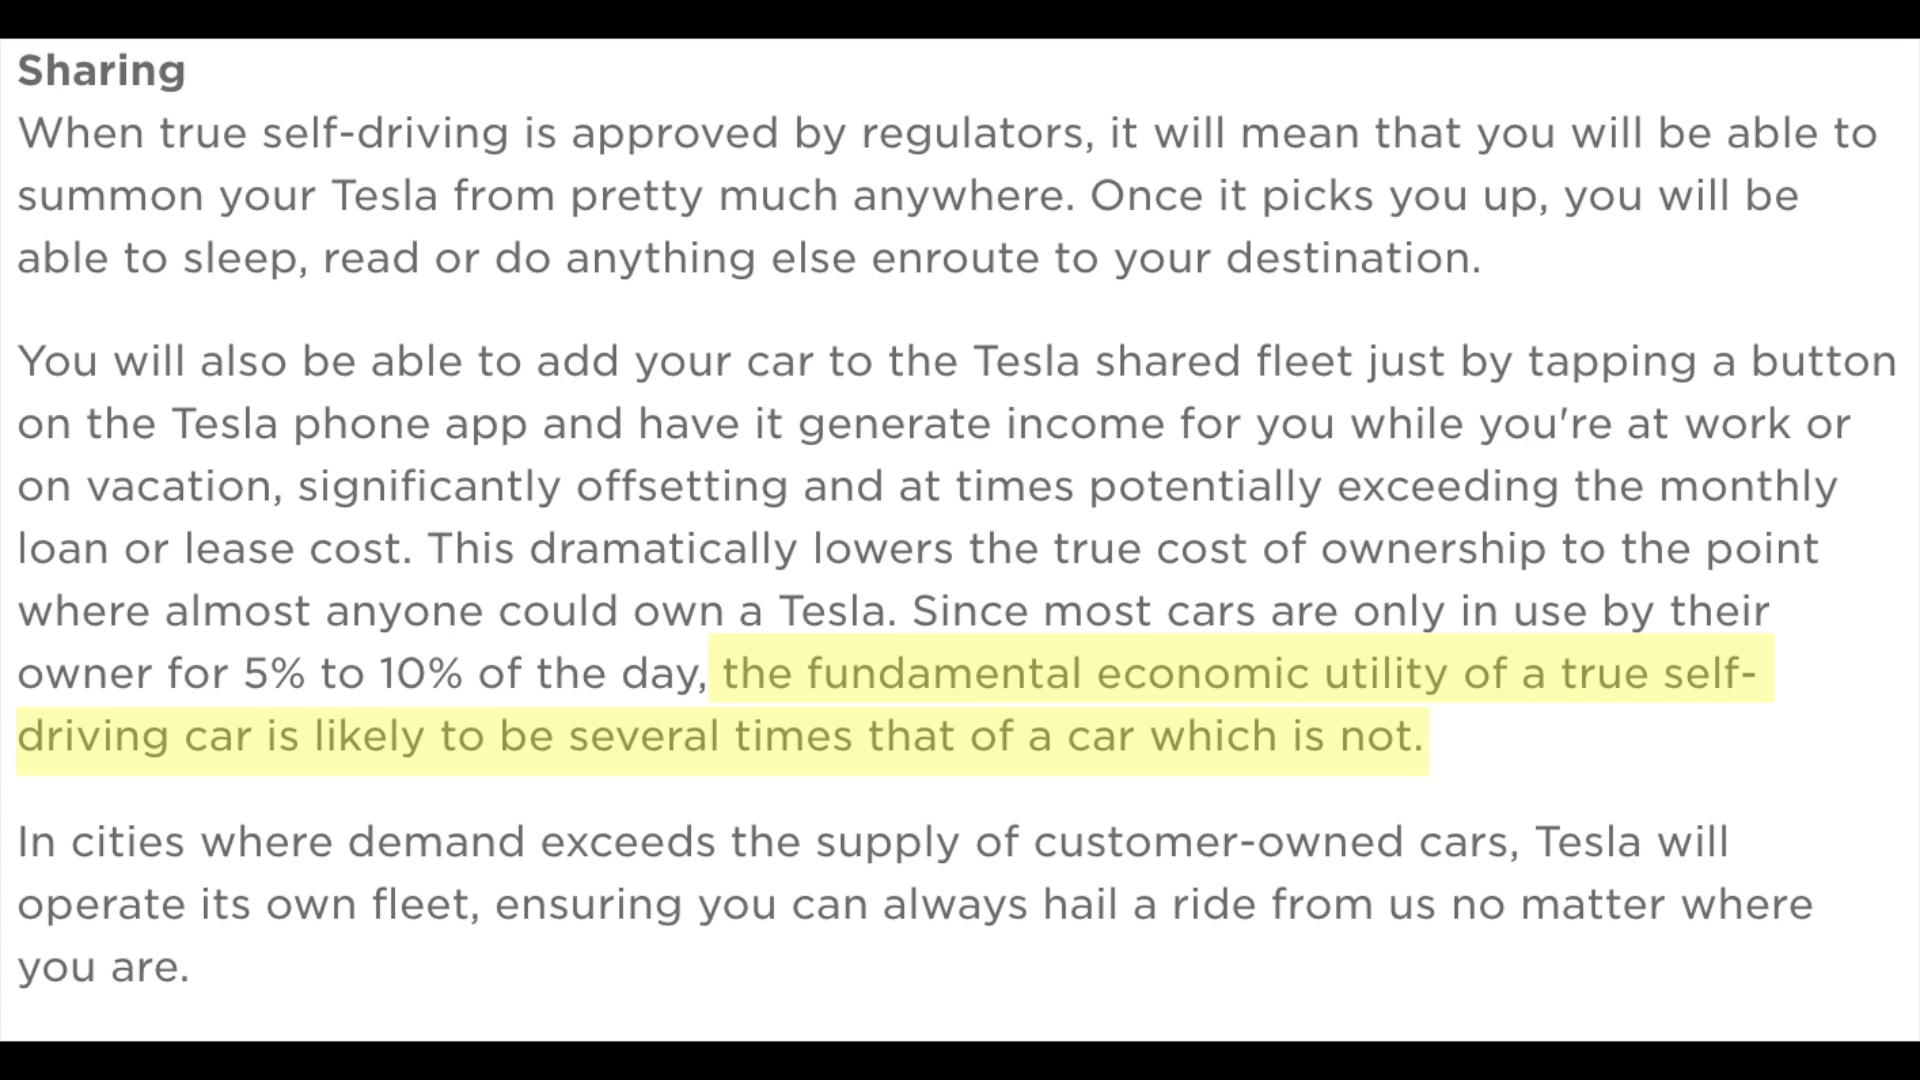 Sharing
When true self-driving is approved by regulators, it will mean that you will be able to
summon your Tesla from pretty much anywhere. Once it picks you up, you will be
able to sleep, read or do anything else enroute to your destination.
You will also be able to add your car to the Tesla shared fleet just by tapping a button
on the Tesla phone app and have it generate income for you while you're at work or
on vacation, significantly offsetting and at times potentially exceeding the monthly
loan or lease cost. This dramatically lowers the true cost of ownership to the point
where almost anyone could own a Tesla. Since most cars are only in use by their
owner for 5% to 10% of the day, the fundamental economic utility of a true self-
driving car is likely to be several times that of a car which is not.
In cities where demand exceeds the supply of customer-owned cars, Tesla will
operate its own fleet, ensuring you can always hail a ride from us no matter where
you are.